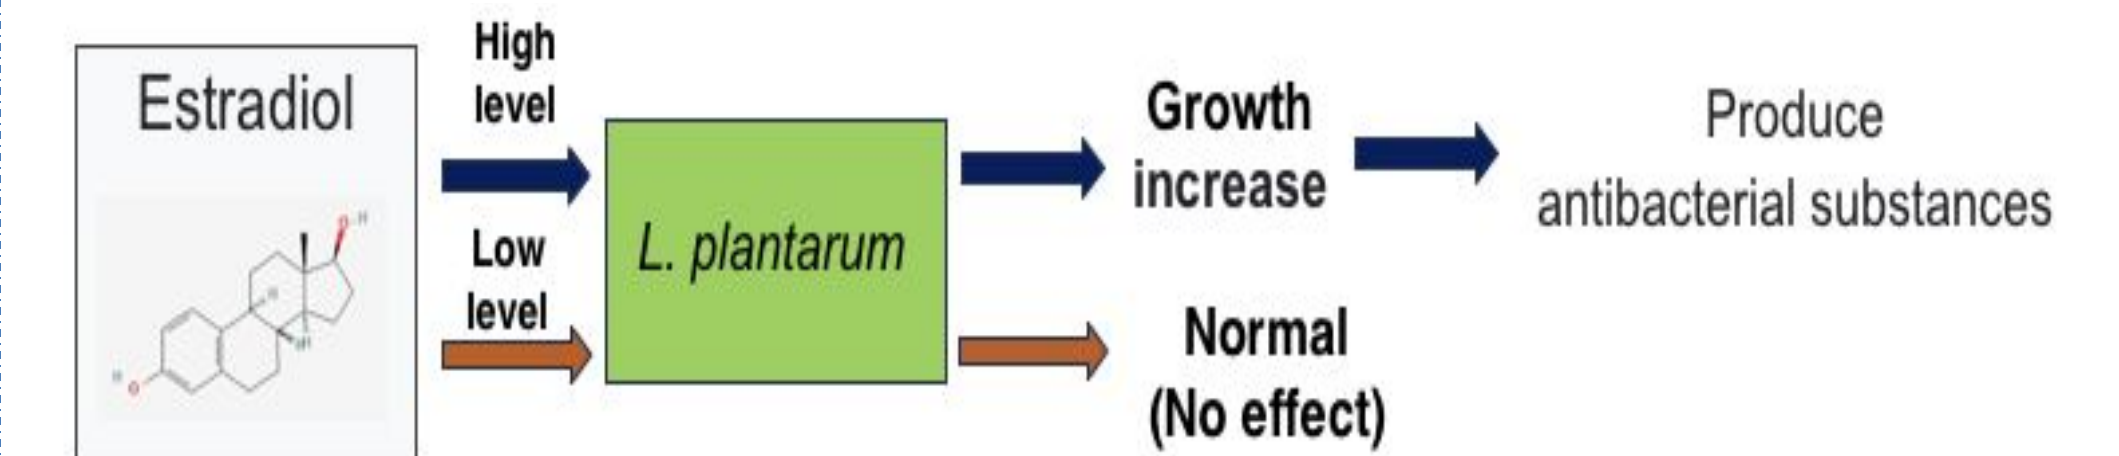 Estradiol
High
level
Low
level
L. plantarum
Growth
increase
Produce
antibacterial substances
Normal
(No effect)
O H
H
H
H
H O